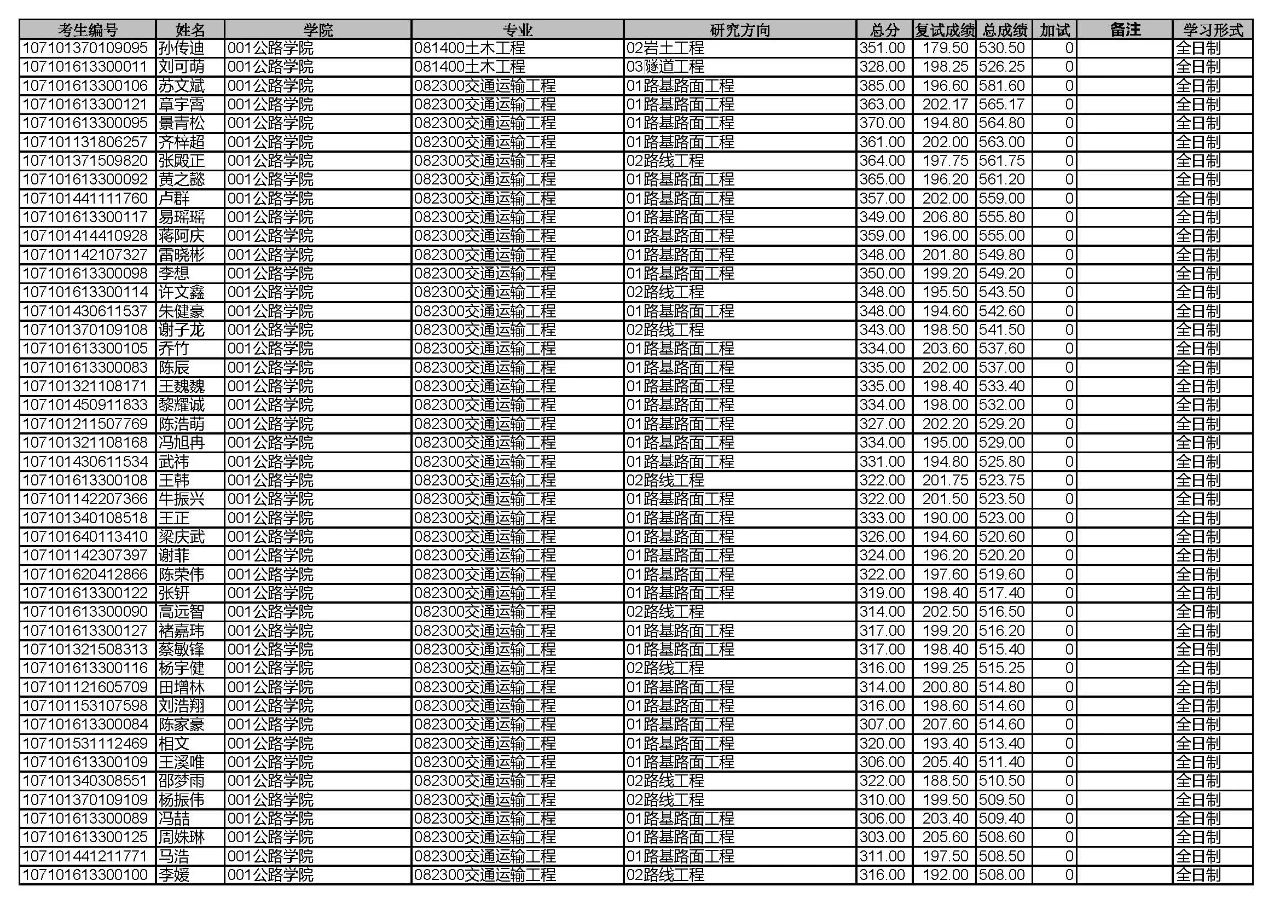 考生编号 姓名 学院 专业 研究方向 总分 复试成绩 总成绩 加试 备注 学习形式
107101370109095 孙传迪 001公路学院 081400土木工程 02岩土工程 351.00 179.50 530.50 0 全日制
107101613300011 刘可萌 001公路学院 081400土木工程 03隧道工程 328.00 198.25 526.25 0 全日制
107101613300106 苏文斌 001公路学院 082300交通运输工程 01路基路面工程 385.00 196.60 581.60 0 全日制
107101613300121 章宇霭 001公路学院 082300交通运输工程 01路基路面工程 363.00 202.17 565.17 0 全日制
107101613300095 景青松 001公路学院 082300交通运输工程 01路基路面工程 370.00 194.80 564.80 0 全日制
107101131806257 齐梓超 001公路学院 082300交通运输工程 01路基路面工程 361.00 202.00 563.00 0 全日制
107101371509820 张殿正 001公路学院 082300交通运输工程 02路线工程 364.00 197.75 561.75 0 全日制
107101613300092 黄之懿 001公路学院 082300交通运输工程 01路基路面工程 365.00 196.20 561.20 0 全日制
107101441111760 卢群 001公路学院 082300交通运输工程 01路基路面工程 357.00 202.00 559.00 0 全日制
107101613300117 易瑶瑶 001公路学院 082300交通运输工程 01路基路面工程 349.00 206.80 555.80 0 全日制
107101414410928 蒋阿庆 001公路学院 082300交通运输工程 01路基路面工程 359.00 196.00 555.00 0 全日制
107101142107327 雷晓彬 001公路学院 082300交通运输工程 01路基路面工程 348.00 201.80 549.80 0 全日制
107101613300098 李想 001公路学院 082300交通运输工程 01路基路面工程 350.00 199.20 549.20 0 全日制
107101613300114 许文鑫 001公路学院 082300交通运输工程 02路线工程 348.00 195.50 543.50 0 全日制
107101430611537 朱健豪 001公路学院 082300交通运输工程 01路基路面工程 348.00 194.60 542.60 0 全日制
107101370109108 谢子龙 001公路学院 082300交通运输工程 02路线工程 343.00 198.50 541.50 0 全日制
107101613300105 乔竹 001公路学院 082300交通运输工程 01路基路面工程 334.00 203.60 537.60 0 全日制
107101613300083 陈辰 001公路学院 082300交通运输工程 01路基路面工程 335.00 202.00 537.00 0 全日制
107101321108171 王魏魏 001公路学院 082300交通运输工程 01路基路面工程 335.00 198.40 533.40 0 全日制
107101450911833 黎耀诚 001公路学院 082300交通运输工程 01路基路面工程 334.00 198.00 532.00 0 全日制
107101211507769 陈浩萌 001公路学院 082300交通运输工程 01路基路面工程 327.00 202.20 529.20 0 全日制
107101321108168 冯旭冉 001公路学院 082300交通运输工程 01路基路面工程 334.00 195.00 529.00 0 全日制
107101430611534 武祎 001公路学院 082300交通运输工程 01路基路面工程 331.00 194.80 525.80 0 全日制
107101613300108 王韩 001公路学院 082300交通运输工程 02路线工程 322.00 201.75 523.75 0 全日制
107101142207366 牛振兴 001公路学院 082300交通运输工程 01路基路面工程 322.00 201.50 523.50 0 全日制
107101340108518 王正 001公路学院 082300交通运输工程 01路基路面工程 333.00 190.00 523.00 0 全日制
107101640113410 梁庆武 001公路学院 082300交通运输工程 01路基路面工程 326.00 194.60 520.60 0 全日制
107101142307397 谢菲 001公路学院 082300交通运输工程 01路基路面工程 324.00 196.20 520.20 0 全日制
107101620412866 陈荣伟 001公路学院 082300交通运输工程 01路基路面工程 322.00 197.60 519.60 0 全日制
107101613300122 张钘 001公路学院 082300交通运输工程 01路基路面工程 319.00 198.40 517.40 0 全日制
107101613300090 高远智 001公路学院 082300交通运输工程 02路线工程 314.00 202.50 516.50 0 全日制
107101613300127 褚嘉玮 001公路学院 082300交通运输工程 01路基路面工程 317.00 199.20 516.20 0 全日制
107101321508313 蔡敏锋 001公路学院 082300交通运输工程 01路基路面工程 317.00 198.40 515.40 0 全日制
107101613300116 杨宇健 001公路学院 082300交通运输工程 02路线工程 316.00 199.25 515.25 0 全日制
107101121605709 田增林 001公路学院 082300交通运输工程 01路基路面工程 314.00 200.80 514.80 0 全日制
107101153107598 刘浩翔 001公路学院 082300交通运输工程 01路基路面工程 316.00 198.60 514.60 0 全日制
107101613300084 陈家豪 001公路学院 082300交通运输工程 01路基路面工程 307.00 207.60 514.60 0 全日制
107101531112469 相文 001公路学院 082300交通运输工程 01路基路面工程 320.00 193.40 513.40 0 全日制
107101613300109 王溪唯 001公路学院 082300交通运输工程 01路基路面工程 306.00 205.40 511.40 0 全日制
107101340308551 邵梦雨 001公路学院 082300交通运输工程 02路线工程 322.00 188.50 510.50 0 全日制
107101370109109 杨振伟 001公路学院 082300交通运输工程 02路线工程 310.00 199.50 509.50 0 全日制
107101613300089 冯喆 001公路学院 082300交通运输工程 01路基路面工程 306.00 203.40 509.40 0 全日制
107101613300125 周姝琳 001公路学院 082300交通运输工程 01路基路面工程 303.00 205.60 508.60 0 全日制
107101441211771 马浩 001公路学院 082300交通运输工程 01路基路面工程 311.00 197.50 508.50 0 全日制
107101613300100 李媛 001公路学院 082300交通运输工程 02路线工程 316.00 192.00 508.00 0 全日制